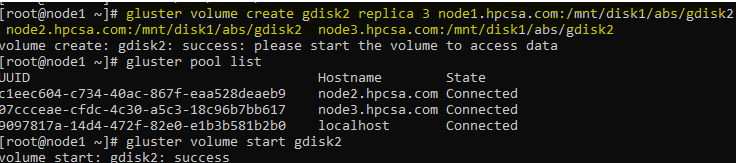 [root@node1 ~]# gluster volume create gdisk2 replica 3 node1.hpcsa.com:/mnt/disk1/abs/gdisk2
node2.hpcsa.com:/mnt/disk1/abs/gdisk2 node3.hpcsa.com:/mnt/disk1/abs/gdisk2
volume create: gdisk2: success: please start the volume to access data
[root@node1 ~]# gluster pool list
UUID Hostname State
c1eec604-c734-40ac-867f-eaa528deaeb9 node2.hpcsa.com Connected
07ccceae-cfdc-4c30-a5c3-18c96b7bb617 node3.hpcsa.com Connected
9097817a-14d4-472f-82e0-e1b3b581b2b0 localhost Connected
[root@node1 ~]# gluster volume start gdisk2
volume start: gdisk2: success